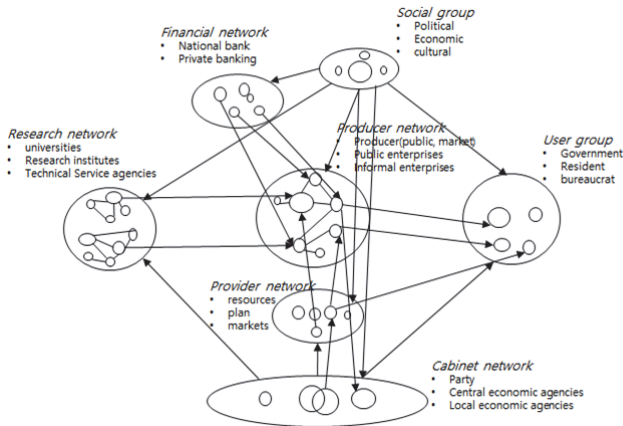 Social group
• Political
• Economic
• cultural
Financial network
• National bank
• Private banking
Research network
• universities
• Research institutes
• Technical Service agencies
Producer network
• Producer(public, market)
• Public enterprises
• Informal enterprises
User group
• Government
• Resident
• bureaucrat
Provider network
• resources
• plan
• markets
Cabinet network
• Party
• Central economic agencies
• Local economic agencies